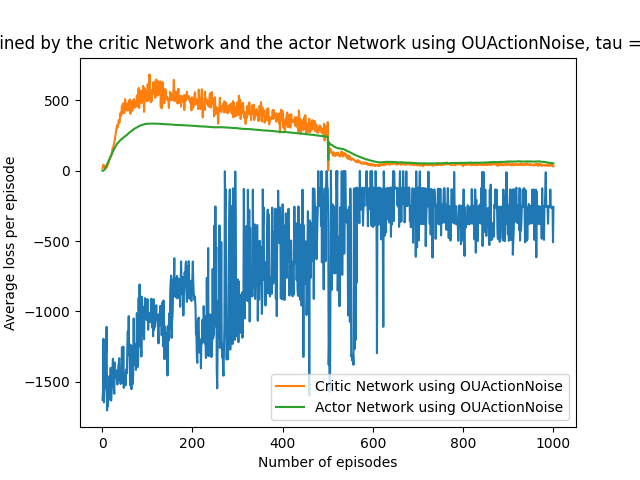 ined by the critic Network and the actor Network using OUActionNoise, tau =
500
0
−500
−1000
−1500
Average loss per episode
Critic Network using OUActionNoise
Actor Network using OUActionNoise
0 200 400 600 800 1000
Number of episodes